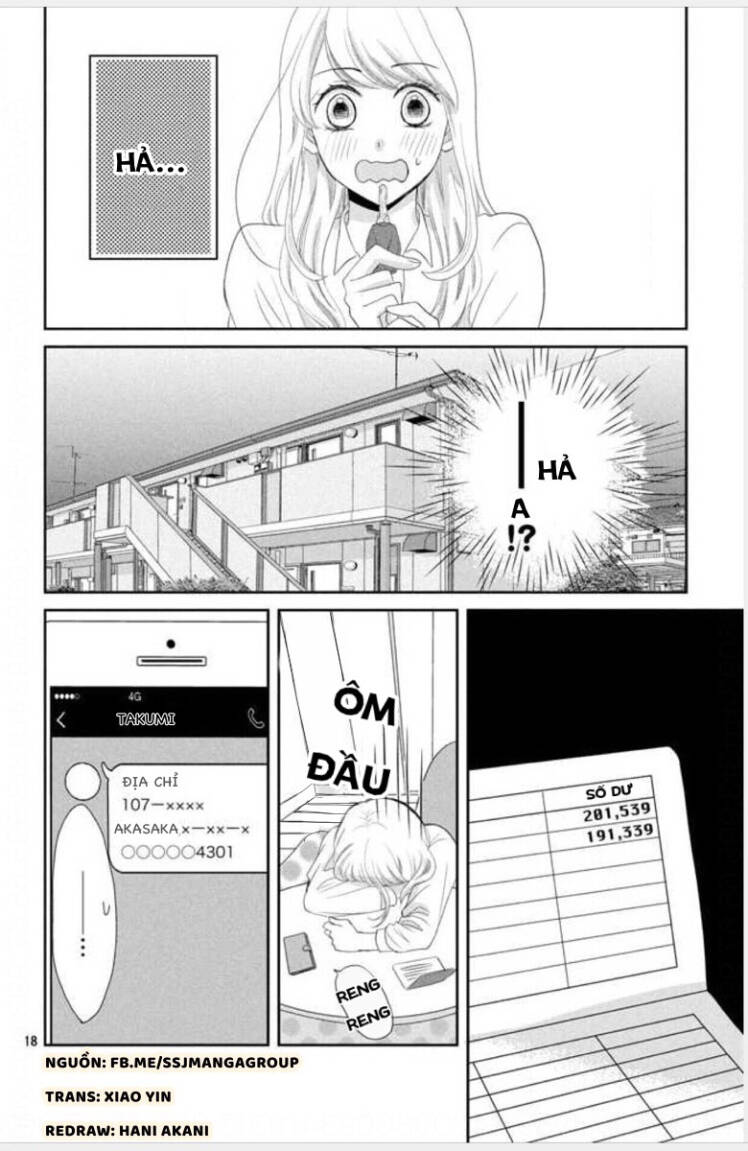 HẢ...
HẢ
A
!?
SỐ DƯ
201,539
191,339
ÔM
ĐẦU
RENG
RENG
4G
TAKUMI
ĐỊA CHỈ
107-××××
AKASAKA ×-××-×
○○○○○4301
...
18
NGUỒN: FB.ME/SSJMANGAGROUP
TRANS: XIAO YIN
REDRAW: HANI AKANI